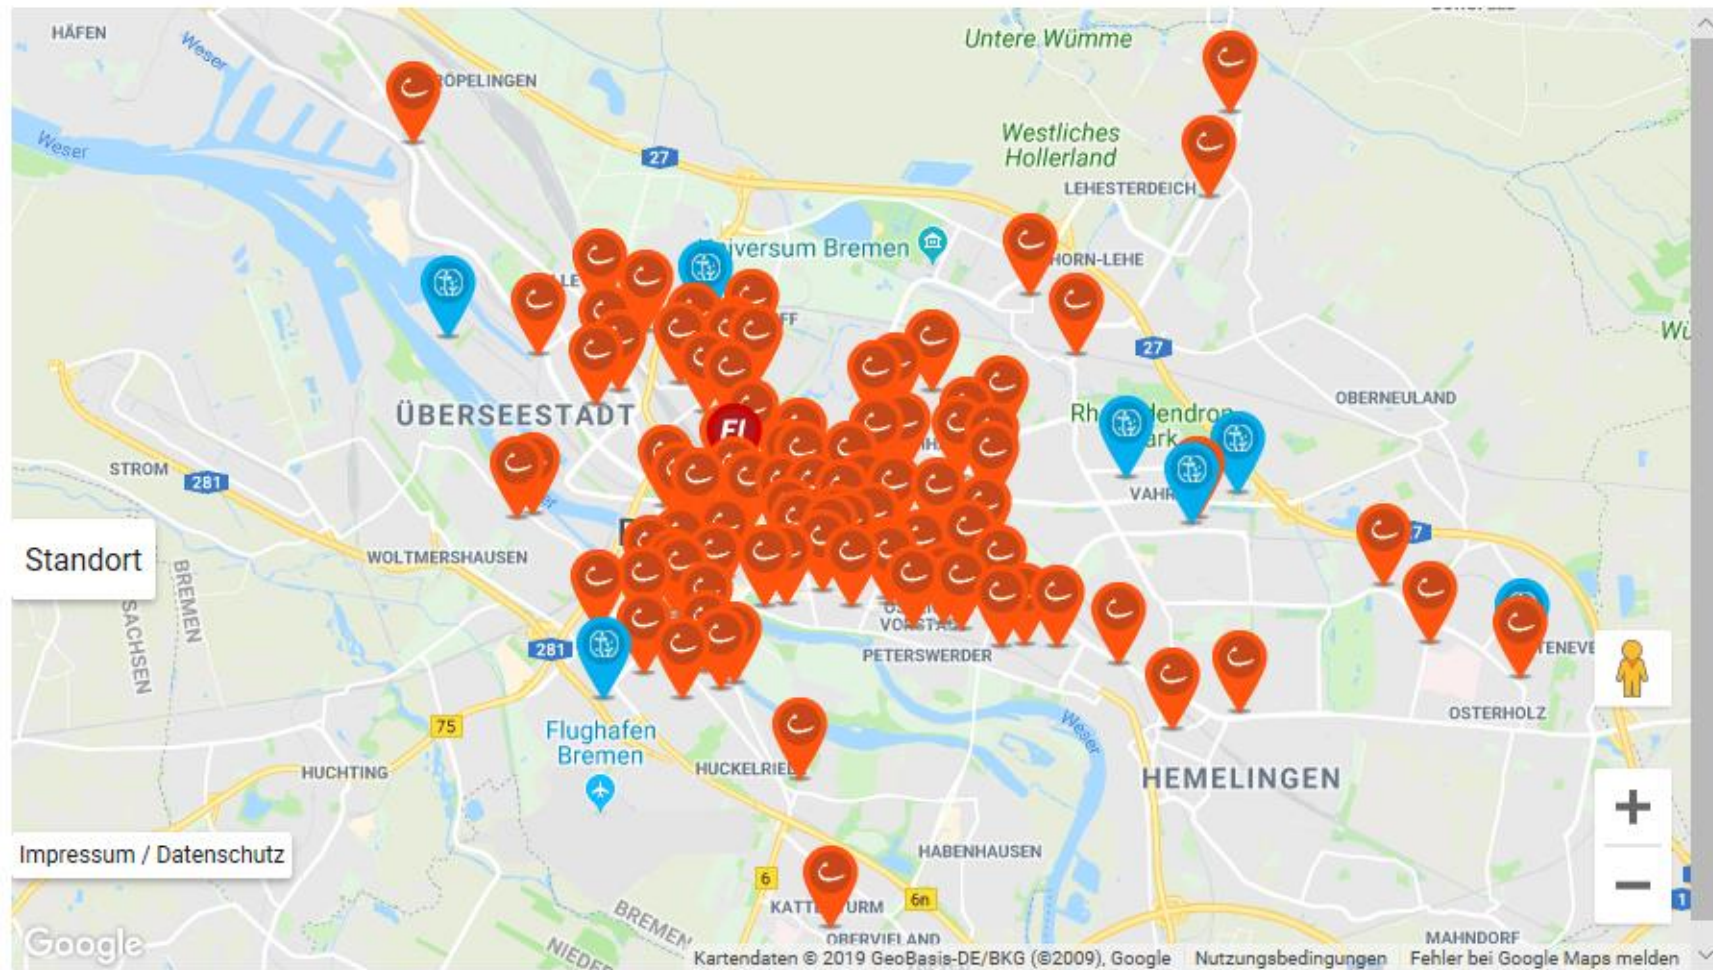 HÄFEN
Weser
Untere Wümme
ÖPELINGEN
Weser
27
Westliches
Hollerland
LEHESTERDEICH
iversum Bremen
HORN-LEHE
27
OBERNEULAND
ÜBERSEESTADT
STROM
281
WOLTMERSHAUSEN
Standort
BREMEN
281
PETERSWERDER
75
Flughafen
Bremen
Weser
OSTERHOLZ
HUCHTING
HUCKELRIE
HEMELINGEN
+
Impressum / Datenschutz
HABENHAUSEN
−
6
6n
BREMEN
OBERVIELAND
MAHNDORF
Google
Kartendaten © 2019 GeoBasis-DE/BKG (©2009), Google
Nutzungsbedingungen
Fehler bei Google Maps melden